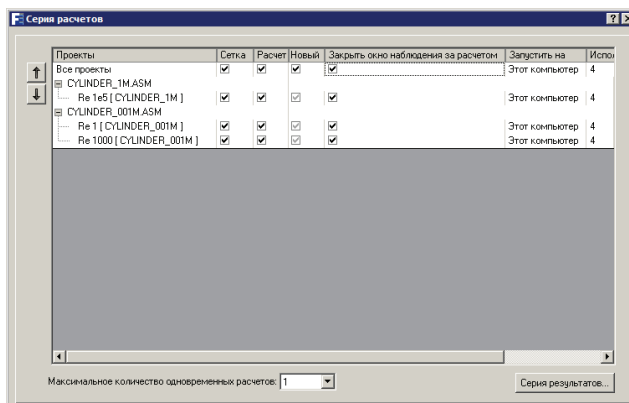 Серия расчетов
Проекты Сетка Расчет Новый Закрыть окно наблюдения за расчетом Запустить на Испол
Все проекты Этот компьютер 4
CYLINDER_1M.ASM
Re 1e5 [ CYLINDER_1M ] Этот компьютер 4
CYLINDER_001M.ASM
Re 1 [ CYLINDER_001M ] Этот компьютер 4
Re 1000 [ CYLINDER_001M ] Этот компьютер 4
Максимальное количество одновременных расчетов: 1
Серия результатов...